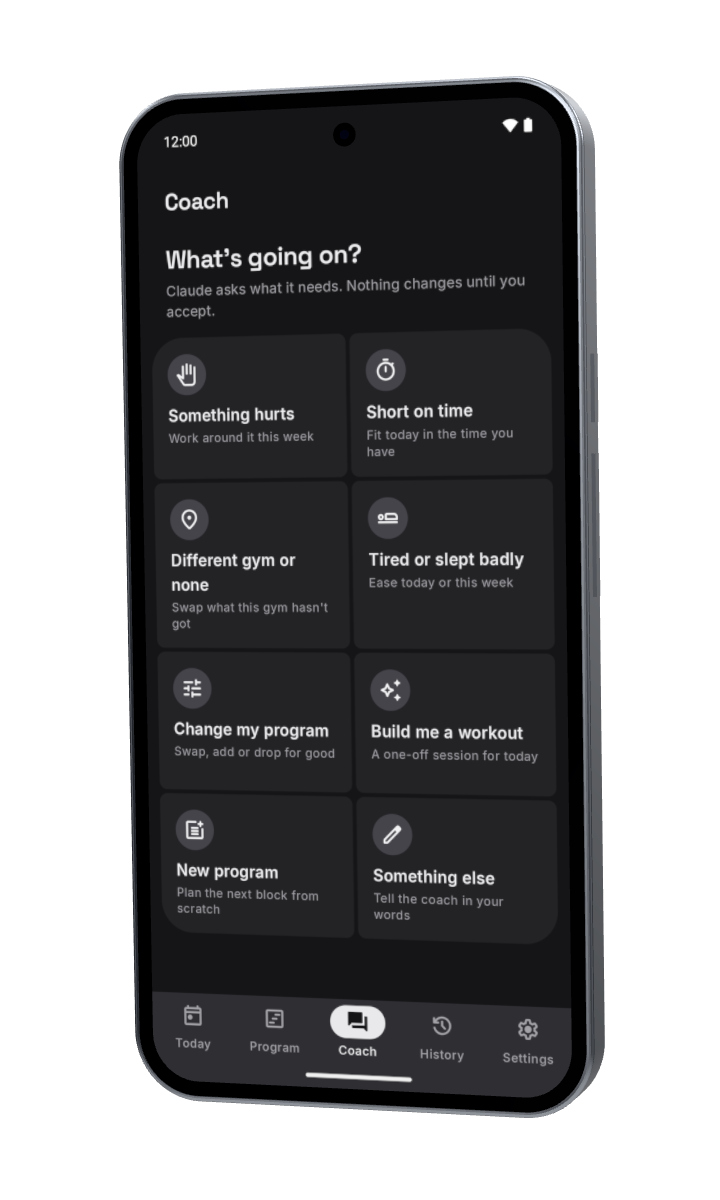 12:00
Coach
What's going on?
Claude asks what it needs. Nothing changes until you
accept.
Something hurts
Work around it this week
Short on time
Fit today in the time you
have
Different gym or
none
Swap what this gym hasn't
got
Tired or slept badly
Ease today or this week
Change my program
Swap, add or drop for good
Build me a workout
A one-off session for today
New program
Plan the next block from
scratch
Something else
Tell the coach in your
words
Today
Program
Coach
History
Settings